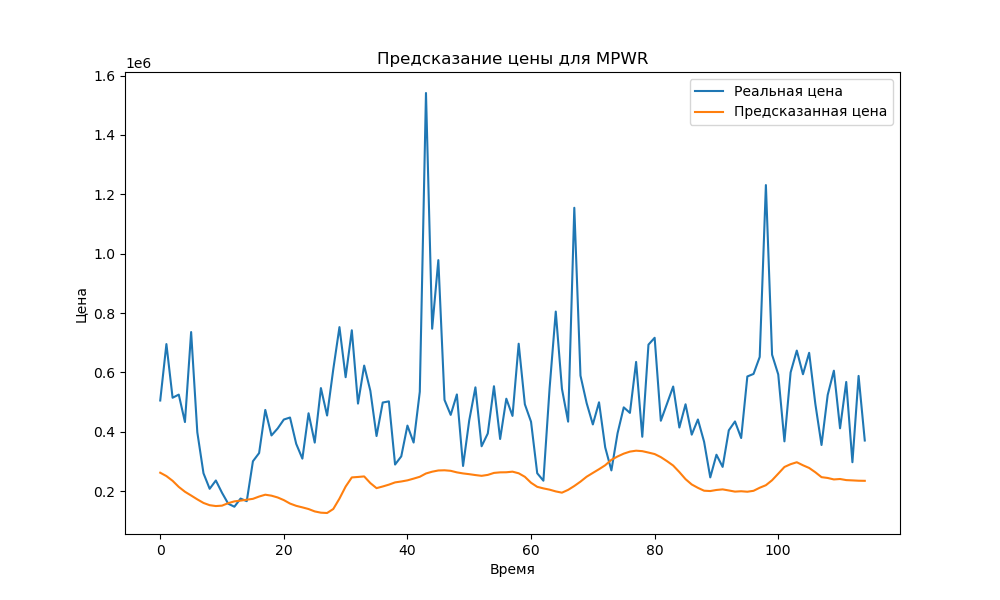 Предсказание цены для MPWR
1e6
1.6
1.4
1.2
1.0
0.8
0.6
0.4
0.2
Цена
Реальная цена
Предсказанная цена
0 20 40 60 80 100
Время